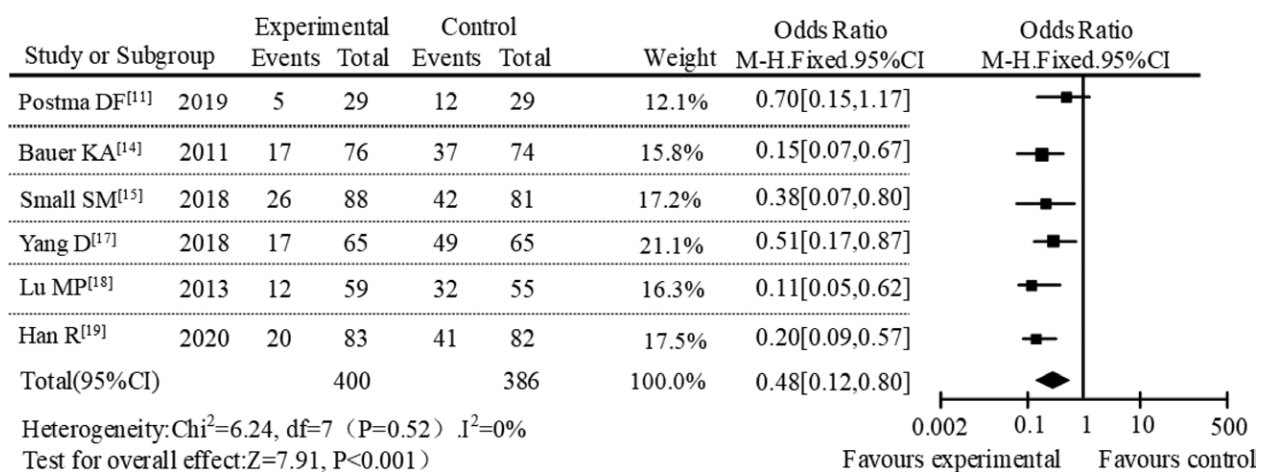 Experimental Control Odds Ratio Odds Ratio
Study or Subgroup Events Total Events Total Weight M-H.Fixed.95%CI M-H.Fixed.95%CI
Postma DF[11] 2019 5 29 12 29 12.1% 0.70[0.15,1.17]
Bauer KA[14] 2011 17 76 37 74 15.8% 0.15[0.07,0.67]
Small SM[15] 2018 26 88 42 81 17.2% 0.38[0.07,0.80]
Yang D[17] 2018 17 65 49 65 21.1% 0.51[0.17,0.87]
Lu MP[18] 2013 12 59 32 55 16.3% 0.11[0.05,0.62]
Han R[19] 2020 20 83 41 82 17.5% 0.20[0.09,0.57]
Total(95%CI) 400 386 100.0% 0.48[0.12,0.80]
Heterogeneity:Chi²=6.24, df=7（P=0.52）.I²=0%
0.002 0.1 1 10 500
Test for overall effect:Z=7.91, P<0.001）
Favours experimental Favours control